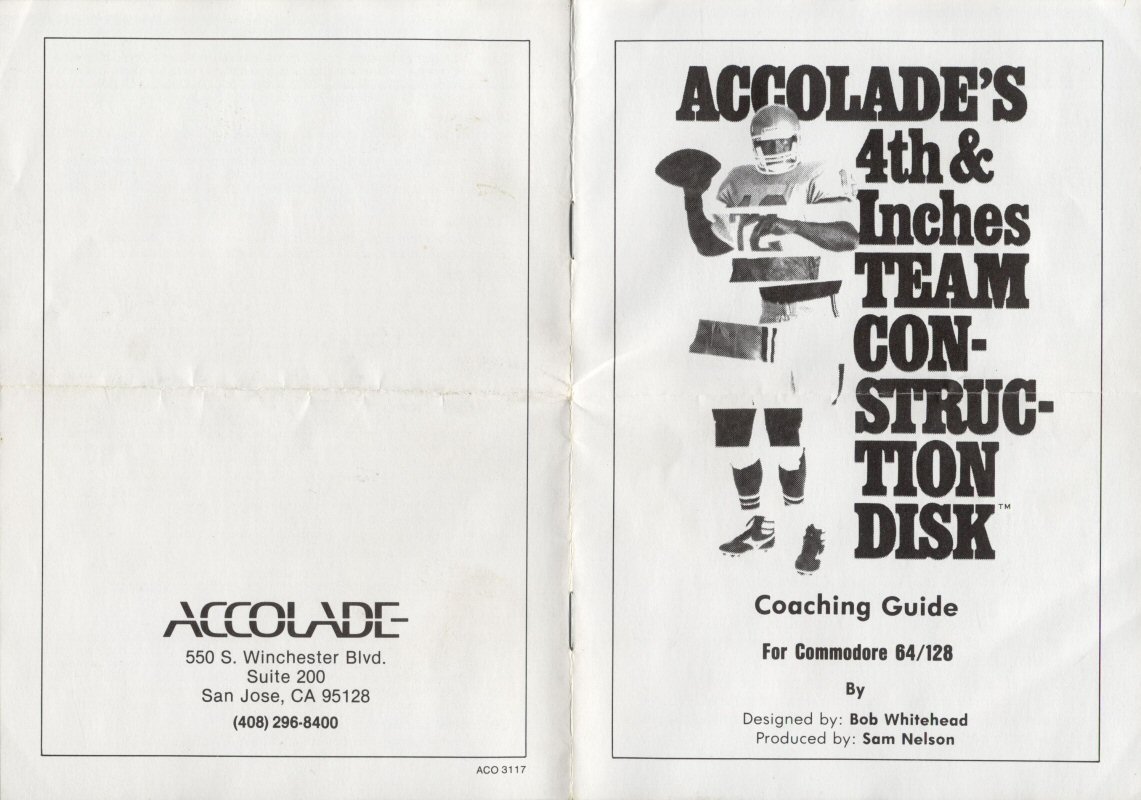 ACCOLADE
550 S. Winchester Blvd.
Suite 200
San Jose, CA 95128
(408) 296-8400
ACO 3117
ACCOLADE'S
4th &
Inches
TEAM
CON-
STRUC-
TION
DISK™
Coaching Guide
For Commodore 64/128
By
Designed by: Bob Whitehead
Produced by: Sam Nelson